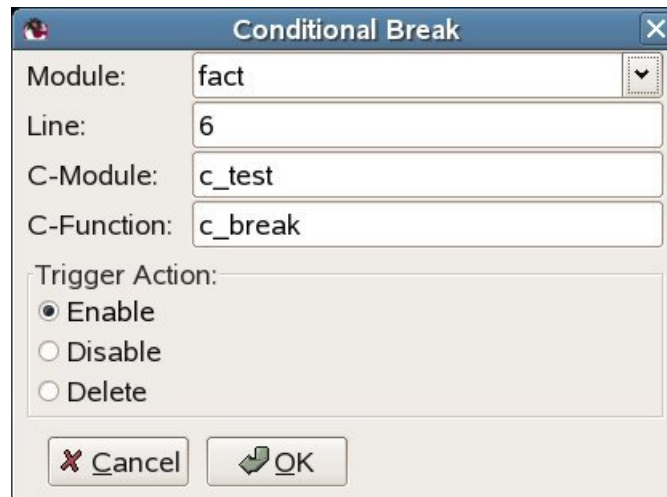 Conditional Break
Module: fact
Line: 6
C-Module: c_test
C-Function: c_break
Trigger Action:
Enable
Disable
Delete
Cancel OK